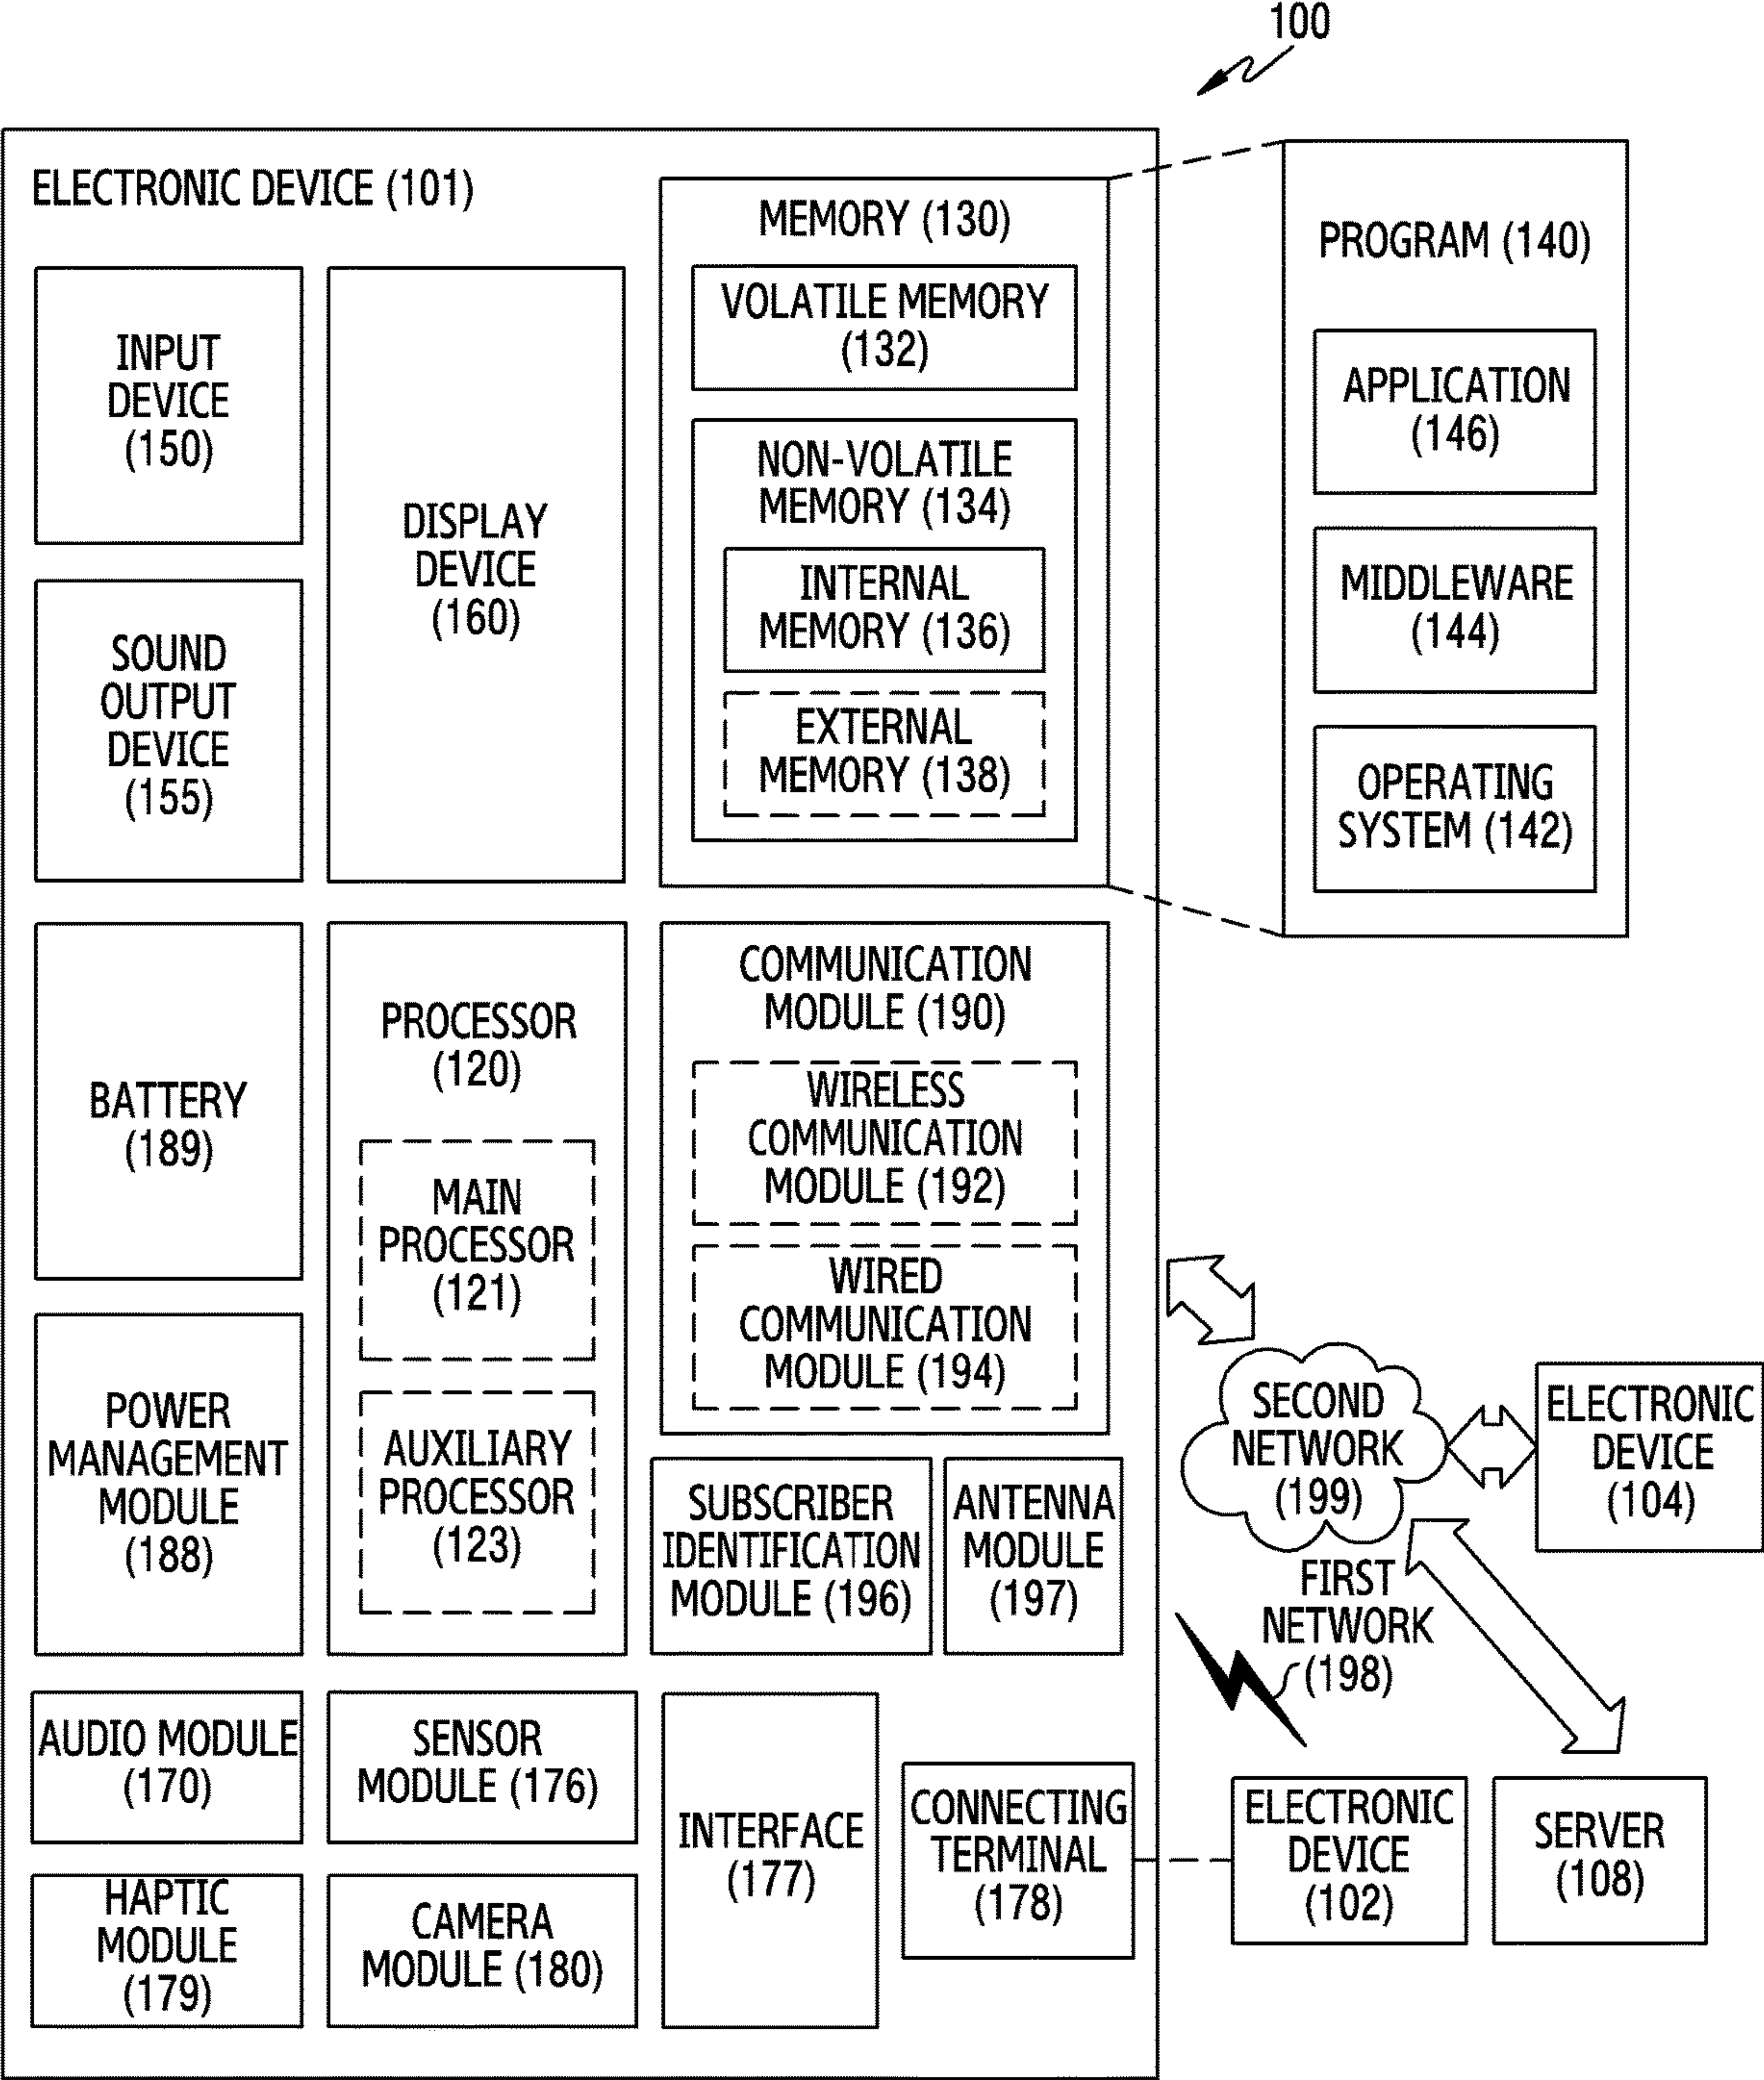 100
ELECTRONIC DEVICE (101)
INPUT
DEVICE
(150)
SOUND
OUTPUT
DEVICE
(155)
DISPLAY
DEVICE
(160)
MEMORY (130)
VOLATILE MEMORY
(132)
NON-VOLATILE
MEMORY (134)
INTERNAL
MEMORY (136)
EXTERNAL
MEMORY (138)
PROGRAM (140)
APPLICATION
(146)
MIDDLEWARE
(144)
OPERATING
SYSTEM (142)
BATTERY
(189)
POWER
MANAGEMENT
MODULE
(188)
PROCESSOR
(120)
MAIN
PROCESSOR
(121)
AUXILIARY
PROCESSOR
(123)
COMMUNICATION
MODULE (190)
WIRELESS
COMMUNICATION
MODULE (192)
WIRED
COMMUNICATION
MODULE (194)
SUBSCRIBER
IDENTIFICATION
MODULE (196)
ANTENNA
MODULE
(197)
SECOND
NETWORK
(199)
ELECTRONIC
DEVICE
(104)
FIRST
NETWORK
(198)
AUDIO MODULE
(170)
SENSOR
MODULE (176)
HAPTIC
MODULE
(179)
CAMERA
MODULE (180)
INTERFACE
(177)
CONNECTING
TERMINAL
(178)
ELECTRONIC
DEVICE
(102)
SERVER
(108)